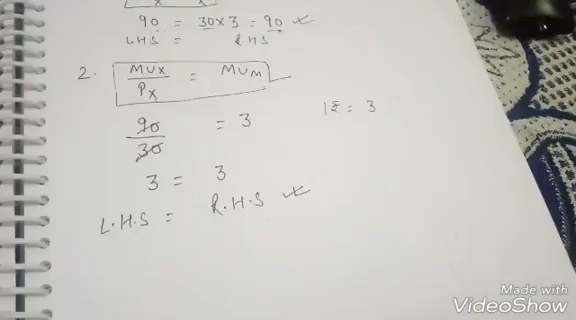 90 = 30×3 = 90 ✓
LHS = RHS
2. MUx/Px = MUM
90/30 = 3
1₹ = 3
3 = 3
L.H.S = R.H.S ✓
Made with
VideoShow